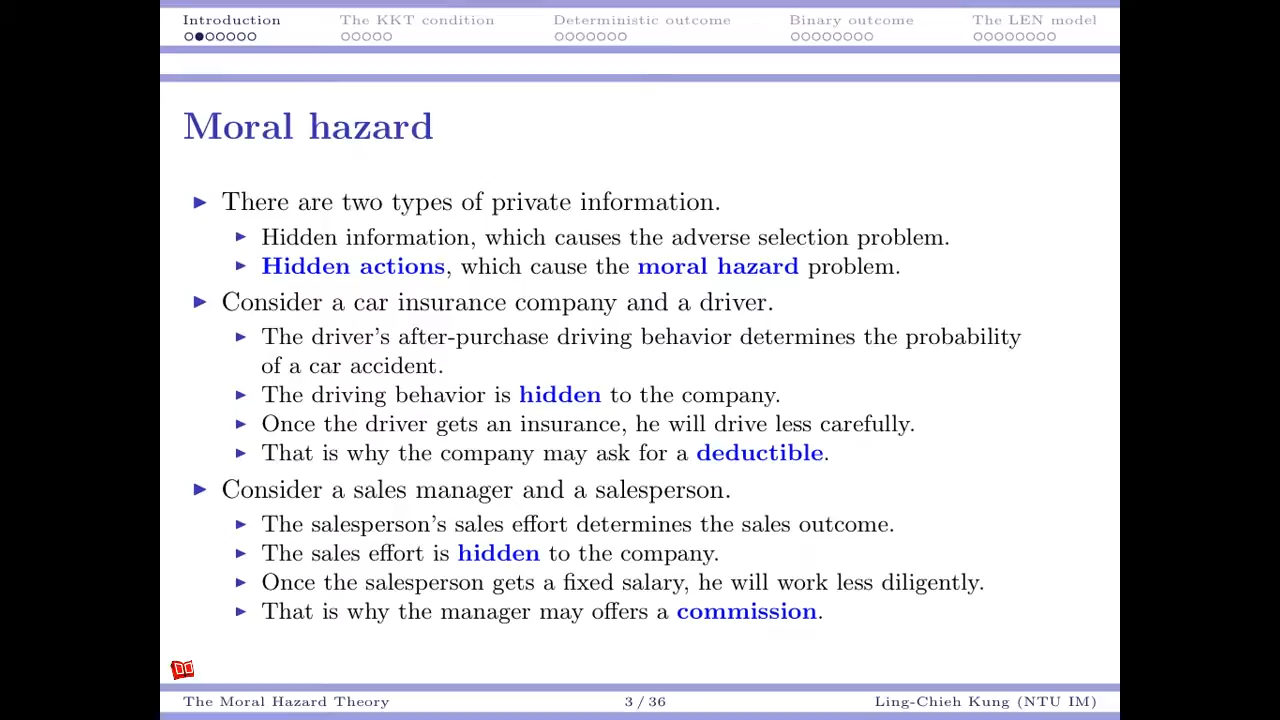 Introduction The KKT condition Deterministic outcome Binary outcome The LEN model
Moral hazard
There are two types of private information.
Hidden information, which causes the adverse selection problem.
Hidden actions, which cause the moral hazard problem.
Consider a car insurance company and a driver.
The driver's after-purchase driving behavior determines the probability
of a car accident.
The driving behavior is hidden to the company.
Once the driver gets an insurance, he will drive less carefully.
That is why the company may ask for a deductible.
Consider a sales manager and a salesperson.
The salesperson's sales effort determines the sales outcome.
The sales effort is hidden to the company.
Once the salesperson gets a fixed salary, he will work less diligently.
That is why the manager may offers a commission.
The Moral Hazard Theory 3 / 36 Ling-Chieh Kung (NTU IM)